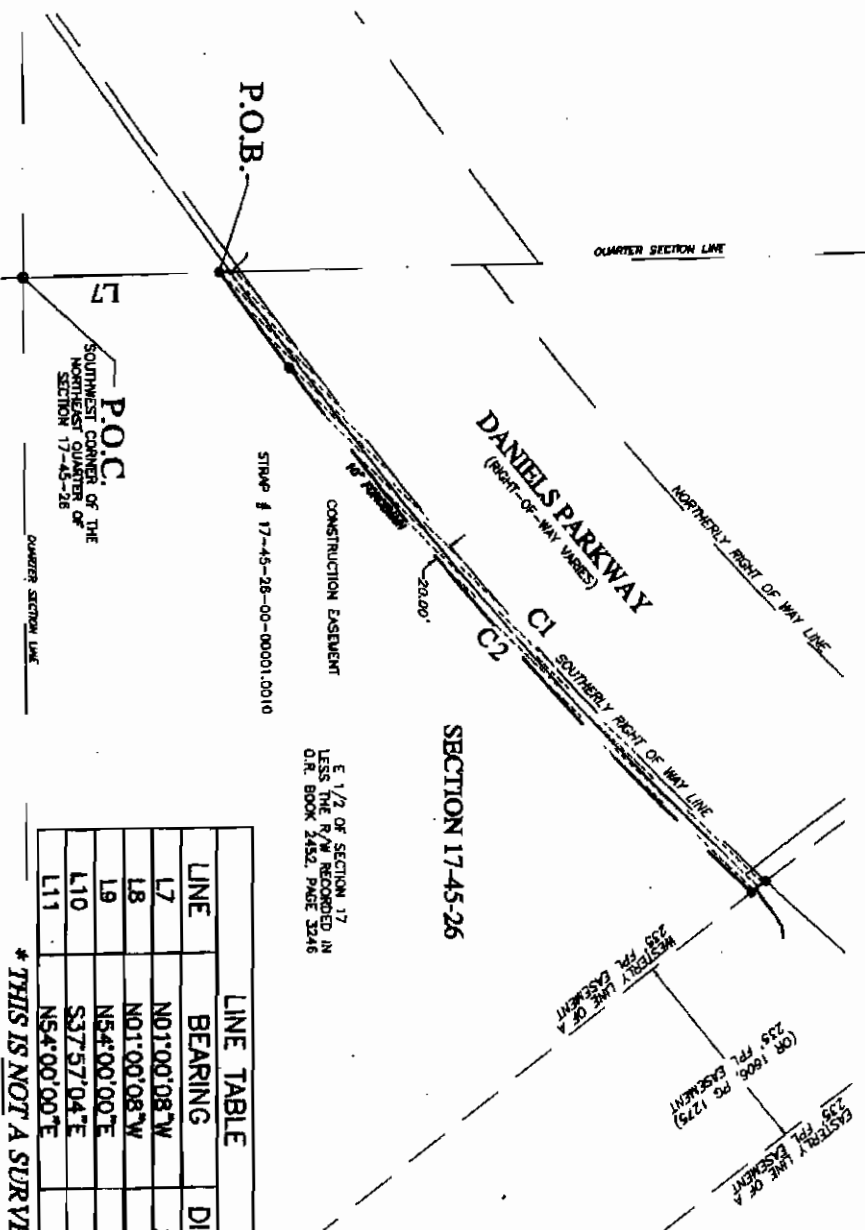 P.O.B.
QUARTER SECTION LINE
L7
P.O.C.
SOUTHWEST CORNER OF THE
NORTHEAST QUARTER OF
SECTION 17-45-26
QUARTER SECTION LINE
DANIELS PARKWAY
(RIGHT-OF-WAY VARIES)
NORTHERLY RIGHT OF WAY LINE
SOUTHERLY RIGHT OF WAY LINE
C1
C2
20.00'
CONSTRUCTION EASEMENT
STRAP # 17-45-26-00-00001.0010
SECTION 17-45-26
E 1/2 OF SECTION 17
LESS THE R/W RECORDED IN
O.R. BOOK 2452, PAGE 3246
WESTERLY LINE OF A
235' FPL EASEMENT
235' FPL EASEMENT
(OR 1606, PG 1275)
EASTERLY LINE OF A
235' FPL EASEMENT
LINE TABLE
LINE BEARING
L7 N01°00'08"W
L8 N01°00'08"W
L9 N54°00'00"E
L10 S37°57'04"E
L11 N54°00'00"E
* THIS IS NOT A